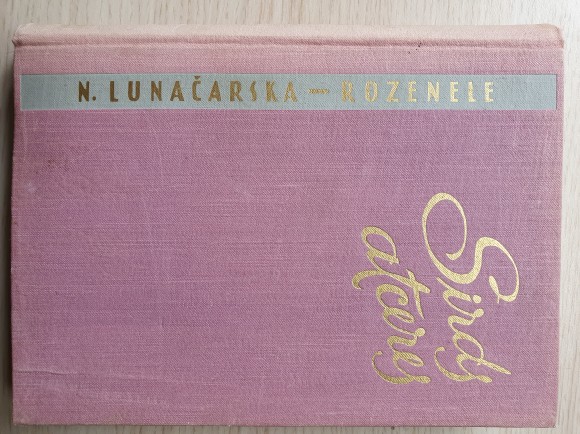 N. LUNAČARSKA — ROZENELE
Sirds
atceres